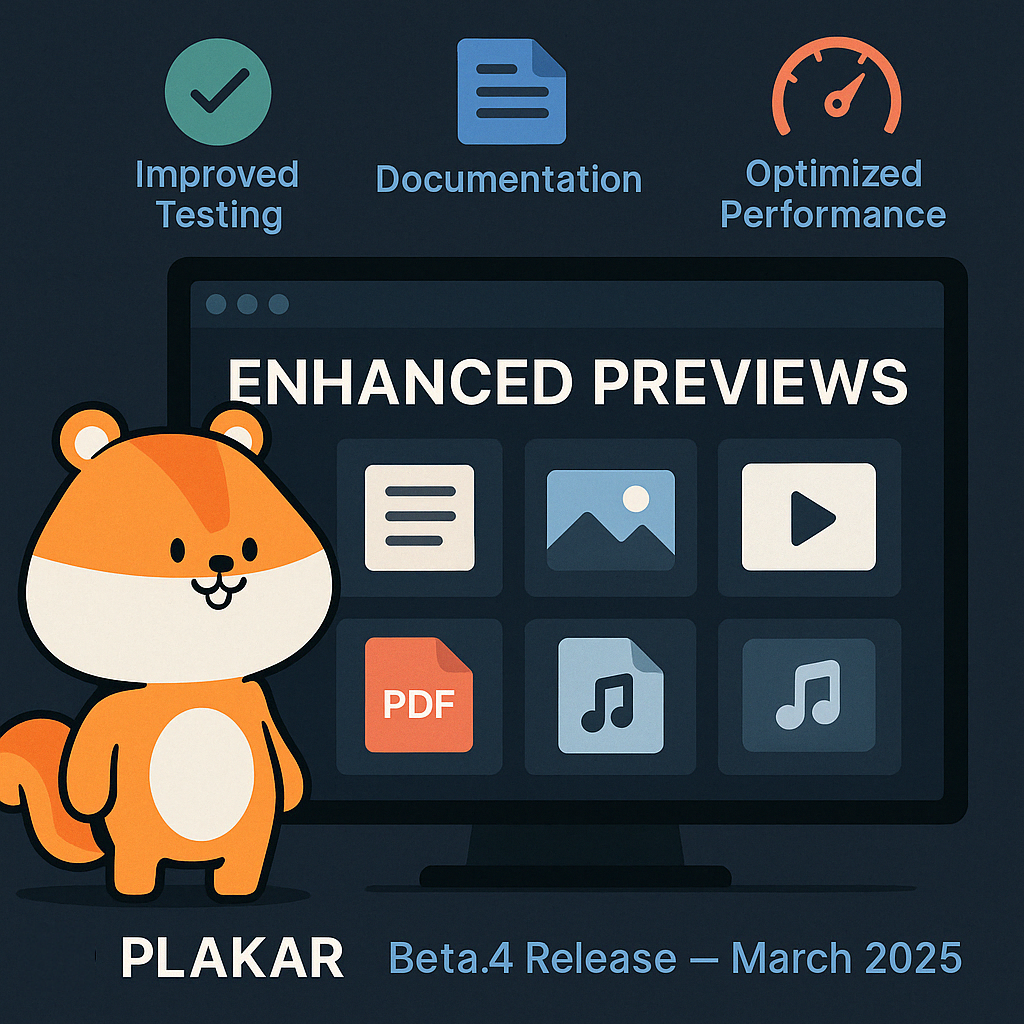 Improved
Testing
Documentation
Optimized
Performance
ENHANCED PREVIEWS
PDF
PLAKAR Beta.4 Release — March 2025